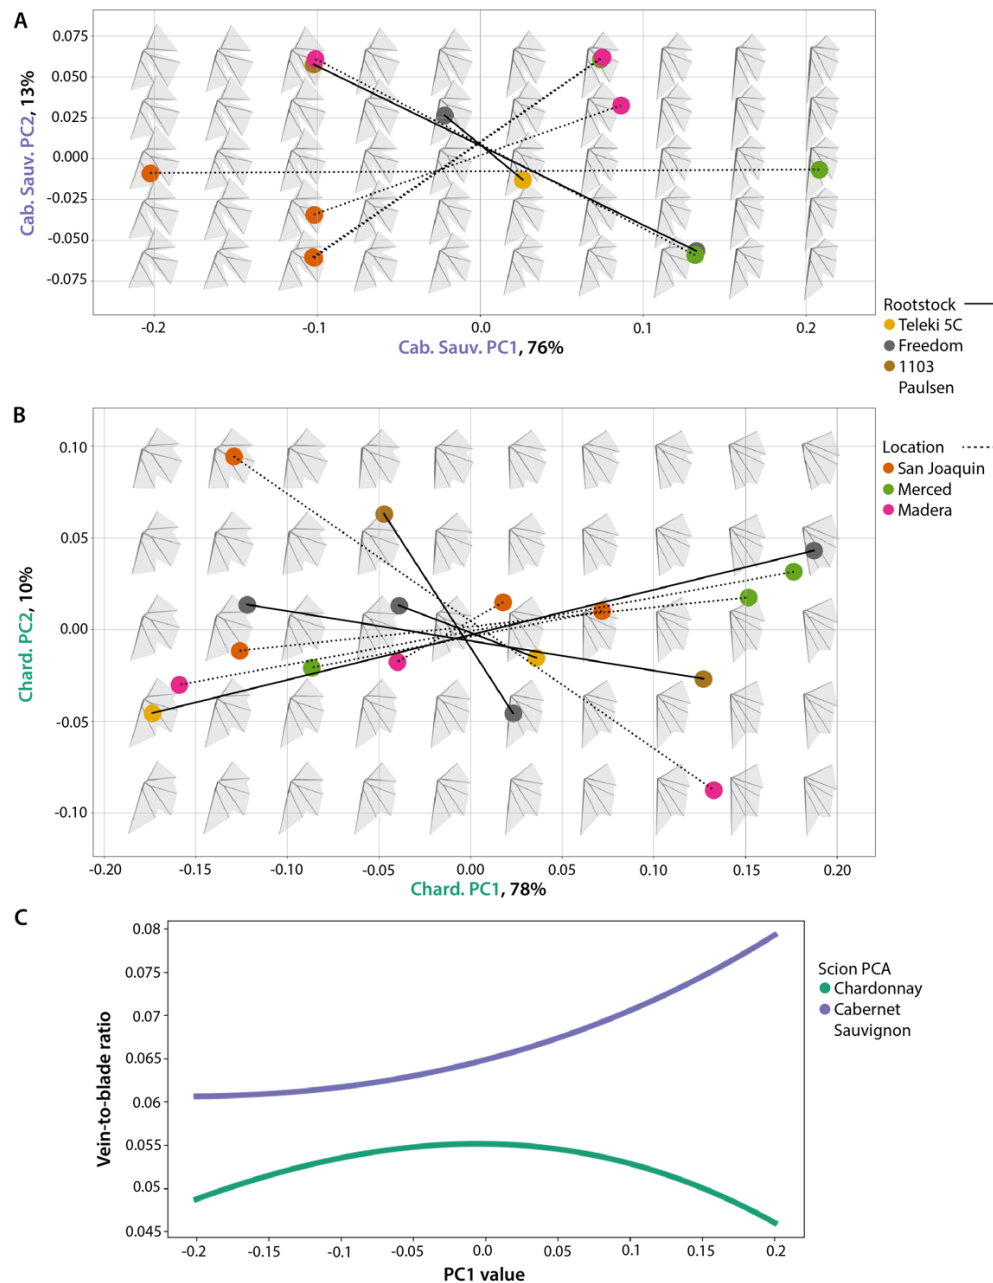 A
0.075
0.050
0.025
0.000
-0.025
-0.050
-0.075
Cab. Sauv. PC2, 13%
-0.2 -0.1 0.0 0.1 0.2
Cab. Sauv. PC1, 76%
Rootstock
Teleki 5C
Freedom
1103
Paulsen
B
0.10
0.05
0.00
-0.05
-0.10
Chard. PC2, 10%
-0.20 -0.15 -0.10 -0.05 0.00 0.05 0.10 0.15 0.20
Chard. PC1, 78%
Location
San Joaquin
Merced
Madera
C
0.08
0.075
0.07
0.065
0.06
0.055
0.05
0.045
Vein-to-blade ratio
-0.2 -0.15 -0.1 -0.05 0.0 0.05 0.1 0.15 0.2
PC1 value
Scion PCA
Chardonnay
Cabernet
Sauvignon